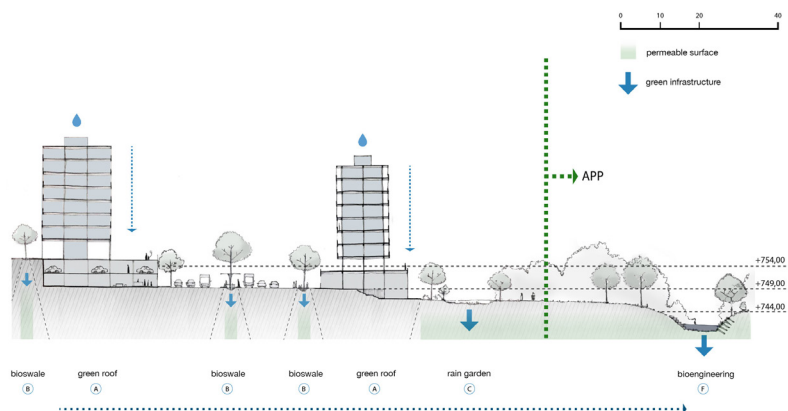 0 10 20 40
permeable surface
green infrastructure
APP
+754,00
+749,00
+744,00
bioswale green roof bioswale bioswale green roof rain garden bioengineering
B A B B A C F